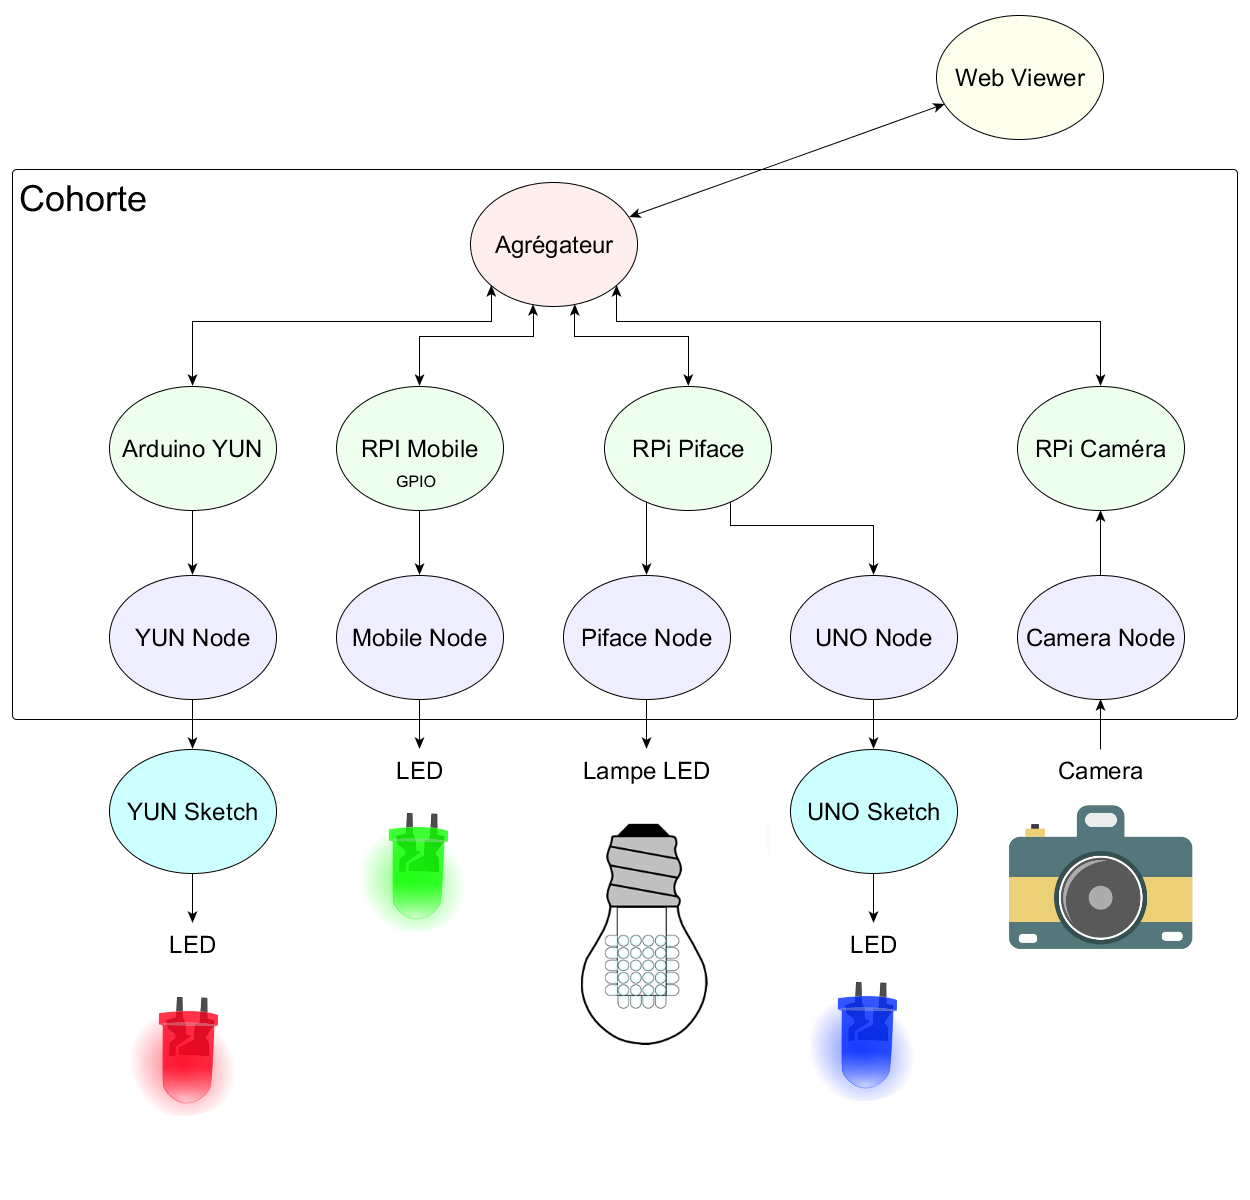 Web Viewer
Cohorte
Agrégateur
Arduino YUN
RPI Mobile
GPIO
RPi Piface
RPi Caméra
YUN Node
Mobile Node
Piface Node
UNO Node
Camera Node
YUN Sketch
LED
Lampe LED
UNO Sketch
Camera
LED
LED